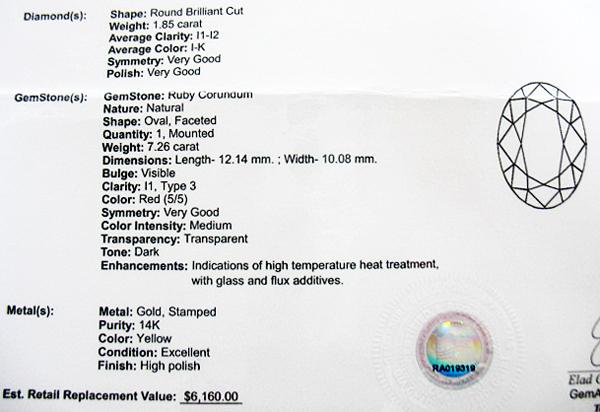 Diamond(s): Shape: Round Brilliant Cut
Weight: 1.85 carat
Average Clarity: I1-I2
Average Color: I-K
Symmetry: Very Good
Polish: Very Good
GemStone(s): GemStone: Ruby Corundum
Nature: Natural
Shape: Oval, Faceted
Quantity: 1, Mounted
Weight: 7.26 carat
Dimensions: Length- 12.14 mm. ; Width- 10.08 mm.
Bulge: Visible
Clarity: I1, Type 3
Color: Red (5/5)
Symmetry: Very Good
Color Intensity: Medium
Transparency: Transparent
Tone: Dark
Enhancements: Indications of high temperature heat treatment,
with glass and flux additives.
Metal(s): Metal: Gold, Stamped
Purity: 14K
Color: Yellow
Condition: Excellent
Finish: High polish
RA019319
Elad
GemA
Est. Retail Replacement Value: $6,160.00